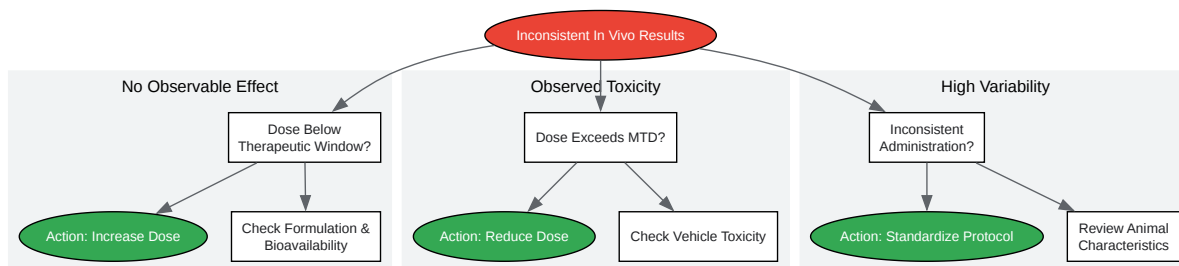 Inconsistent In Vivo Results
No Observable Effect
Observed Toxicity
High Variability
Dose Below
Therapeutic Window?
Dose Exceeds MTD?
Inconsistent
Administration?
Action: Increase Dose
Check Formulation &
Bioavailability
Action: Reduce Dose
Check Vehicle Toxicity
Action: Standardize Protocol
Review Animal
Characteristics